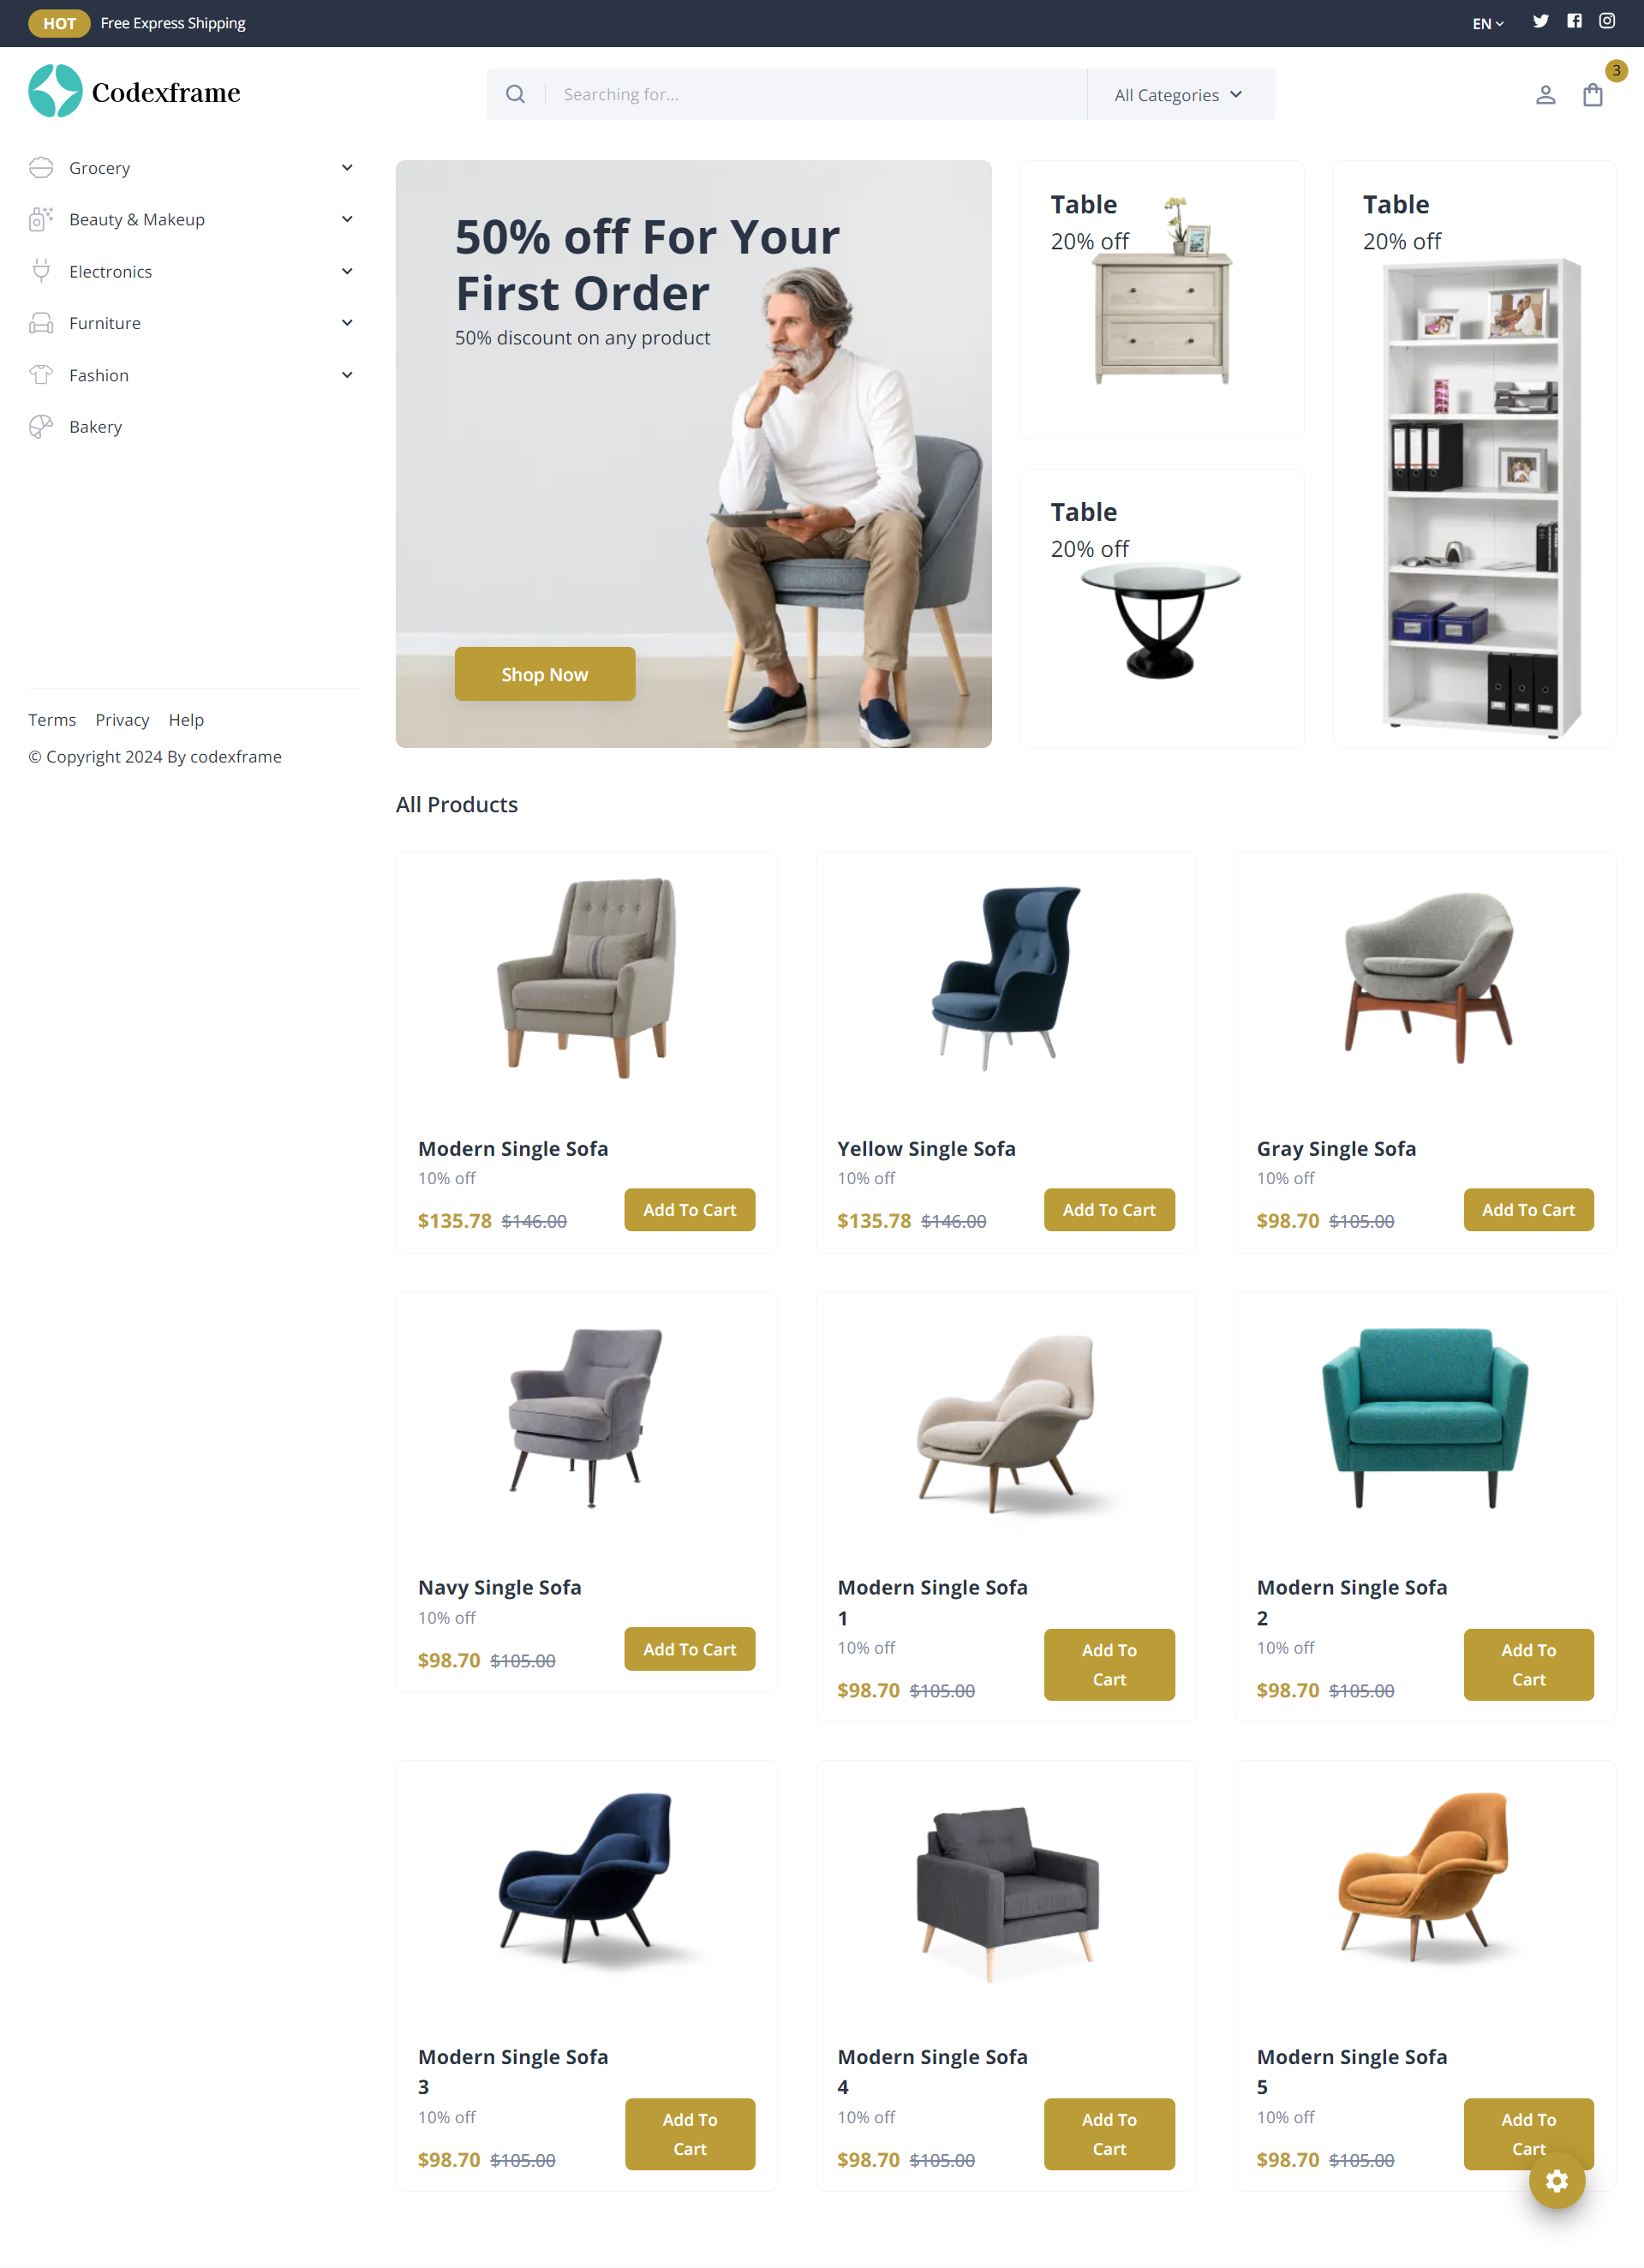 HOT Free Express Shipping EN
Codexframe
Searching for...
All Categories
3
Grocery
Beauty & Makeup
Electronics
Furniture
Fashion
Bakery
Terms Privacy Help
© Copyright 2024 By codexframe
50% off For Your
First Order
50% discount on any product
Shop Now
Table
20% off
Table
20% off
Table
20% off
All Products
Modern Single Sofa
10% off
$135.78 $146.00
Add To Cart
Yellow Single Sofa
10% off
$135.78 $146.00
Add To Cart
Gray Single Sofa
10% off
$98.70 $105.00
Add To Cart
Navy Single Sofa
10% off
$98.70 $105.00
Add To Cart
Modern Single Sofa
1
10% off
$98.70 $105.00
Add To
Cart
Modern Single Sofa
2
10% off
$98.70 $105.00
Add To
Cart
Modern Single Sofa
3
10% off
$98.70 $105.00
Add To
Cart
Modern Single Sofa
4
10% off
$98.70 $105.00
Add To
Cart
Modern Single Sofa
5
10% off
$98.70 $105.00
Add To
Cart